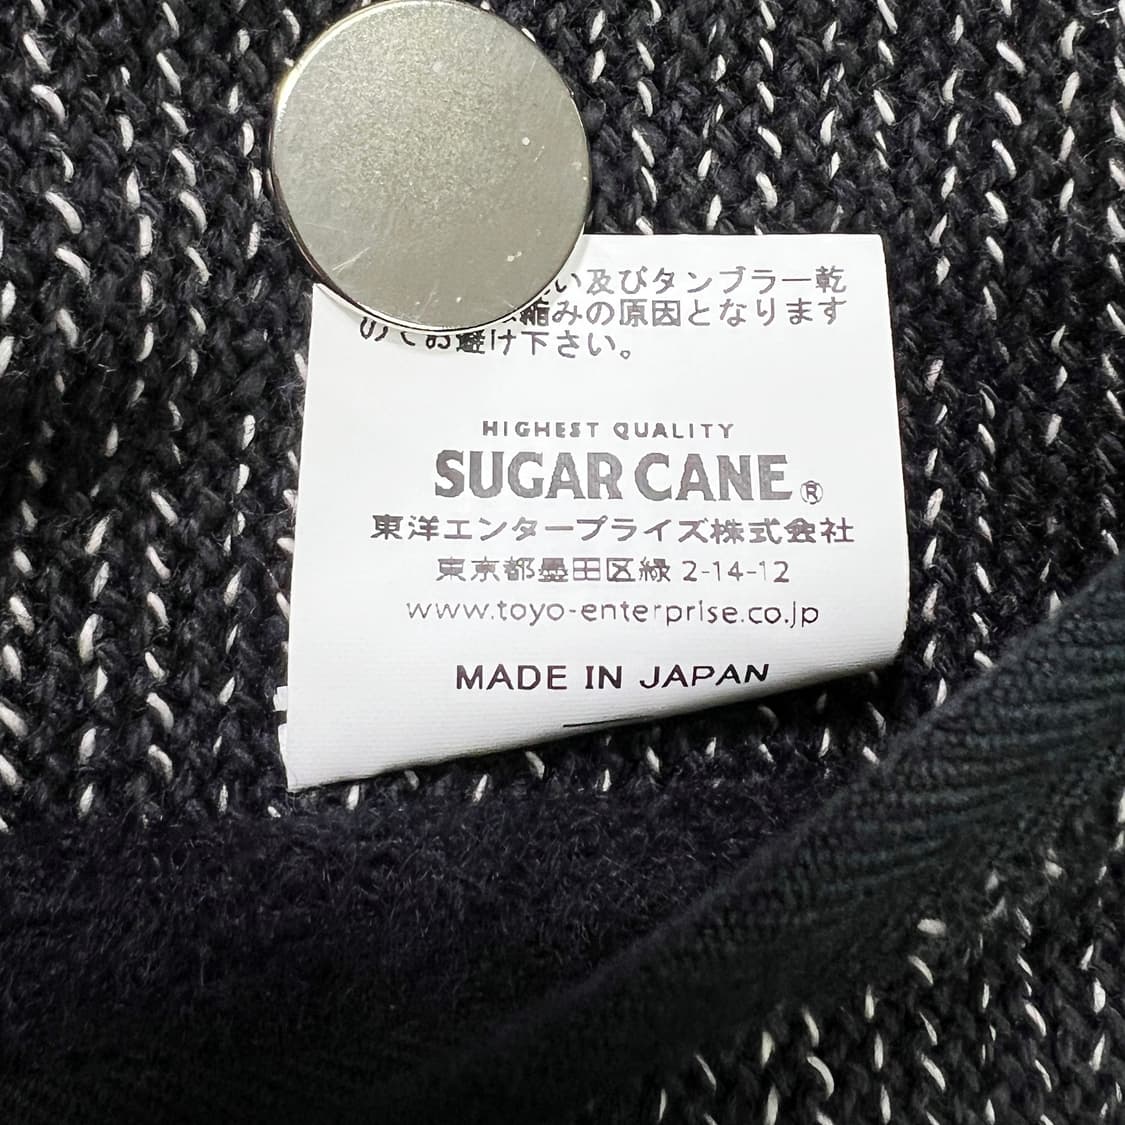 い及びタンブラー乾
縮みの原因となります
のでお避け下さい。
HIGHEST QUALITY
SUGAR CANE®
東洋エンタープライズ株式会社
東京都墨田区緑 2-14-12
www.toyo-enterprise.co.jp
MADE IN JAPAN